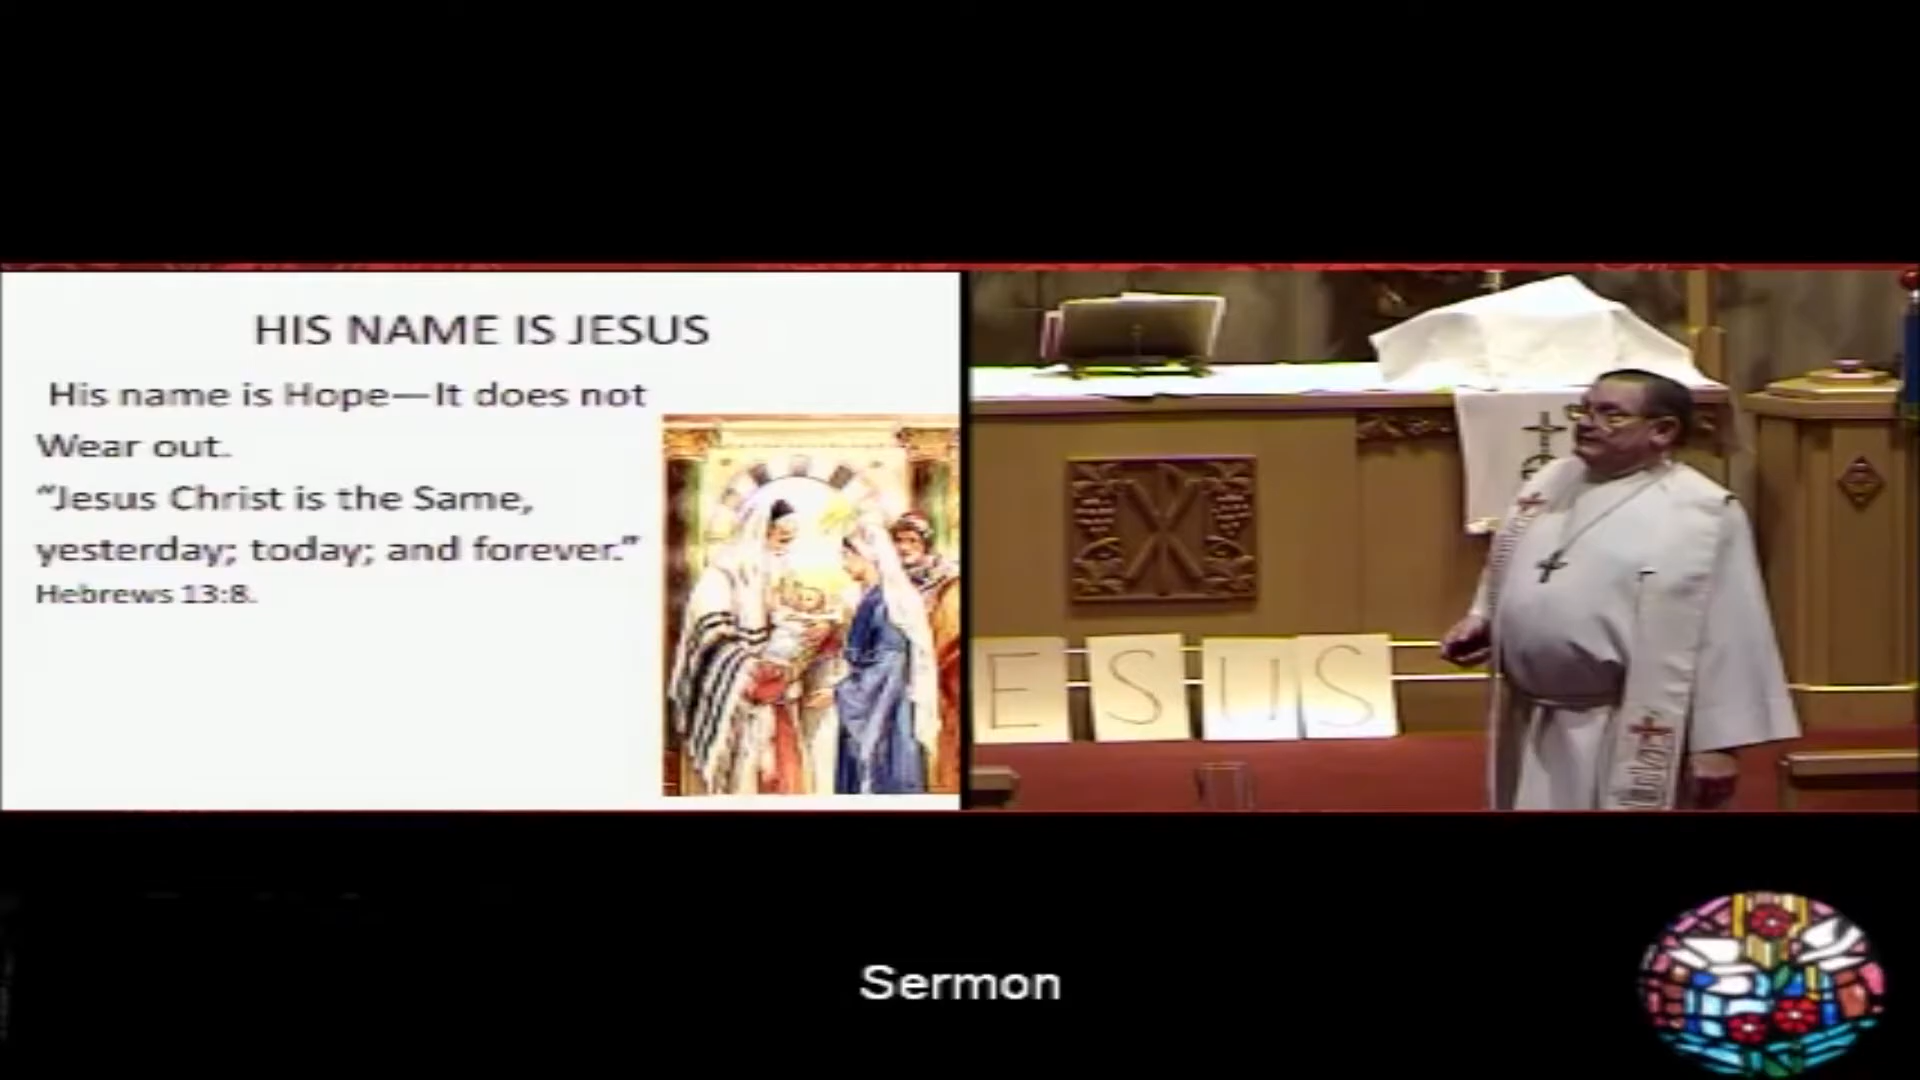 HIS NAME IS JESUS
His name is Hope—It does not
Wear out.
“Jesus Christ is the Same,
yesterday; today; and forever.”
Hebrews 13:8.
E S U S
Sermon